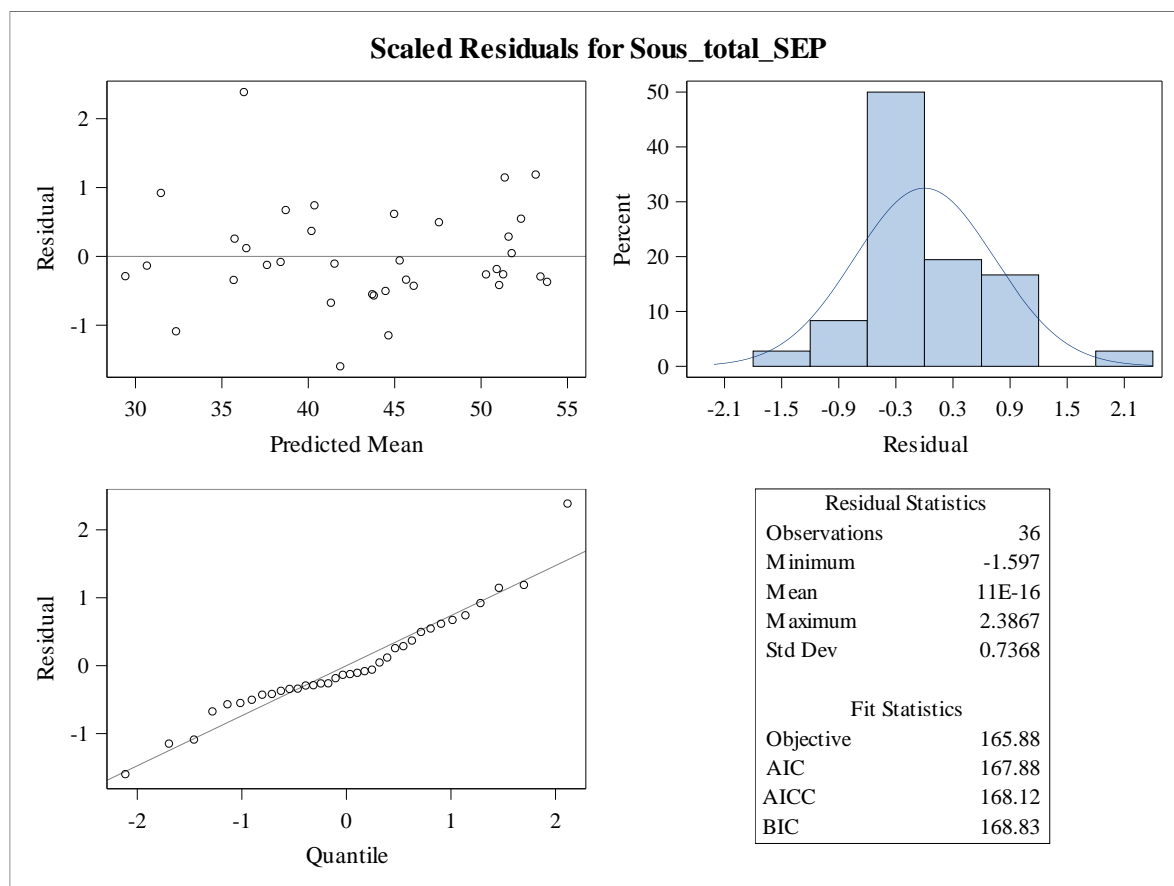 Scaled Residuals for Sous_total_SEP
2
1
0
-1
Residual
30 35 40 45 50 55
Predicted Mean
50
40
30
20
10
0
Percent
-2.1 -1.5 -0.9 -0.3 0.3 0.9 1.5 2.1
Residual
2
1
0
-1
Residual
-2 -1 0 1 2
Quantile
Residual Statistics
Observations 36
Minimum -1.597
Mean 11E-16
Maximum 2.3867
Std Dev 0.7368
Fit Statistics
Objective 165.88
AIC 167.88
AICC 168.12
BIC 168.83